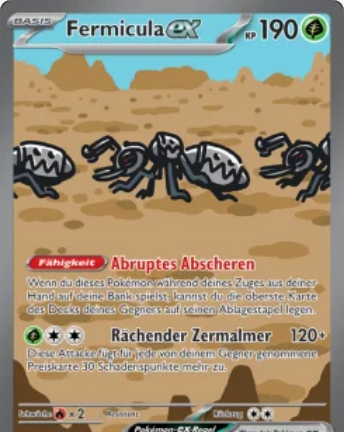 BASIS
Fermicula ex KP 190
Fähigkeit Abruptes Abscheren
Wenn du dieses Pokémon während deines Zuges aus deiner
Hand auf deine Bank spielst, kannst du die oberste Karte
des Decks deines Gegners auf seinen Ablagestapel legen.
Rächender Zermalmer 120+
Diese Attacke fügt für jede von deinem Gegner genommene
Preiskarte 30 Schadenspunkte mehr zu.
Schwäche ×2 Resistenz Rückzug
Pokémon-ex-Regel